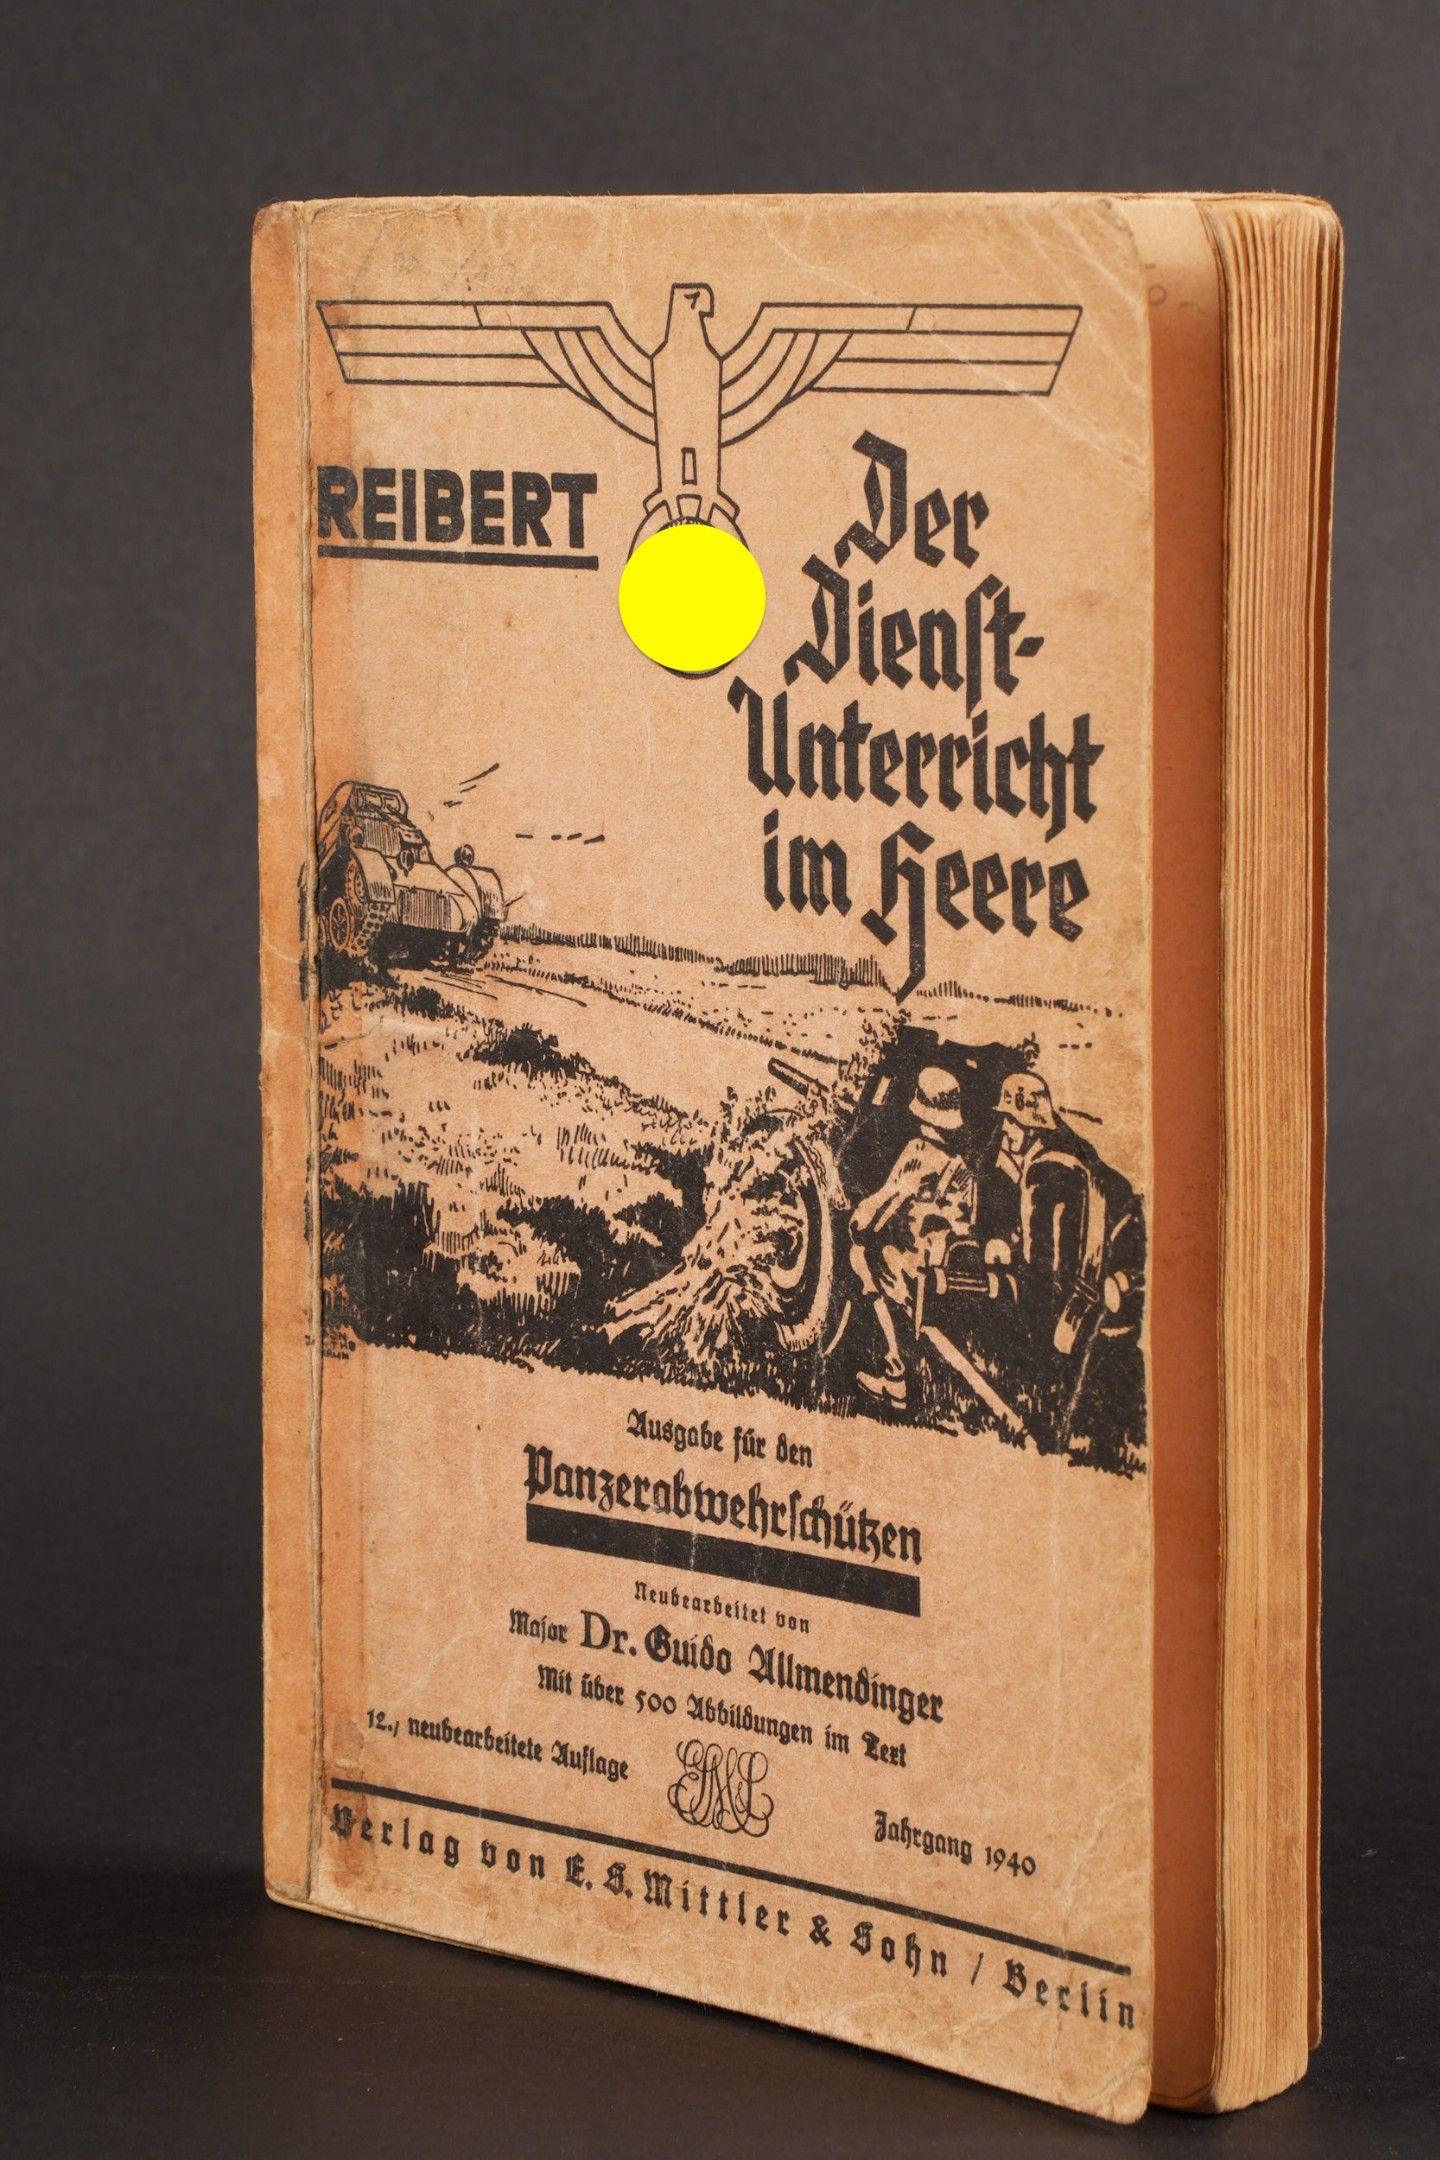 REIBERT
Der
Dienst-
Unterricht
im Heere
Ausgabe für den
Panzerabwehrschützen
Neubearbeitet von
Major Dr. Guido Allmendinger
Mit über 500 Abbildungen im Text
12., neubearbeitete Auflage
Jahrgang 1940
Verlag von E. S. Mittler & Sohn / Berlin